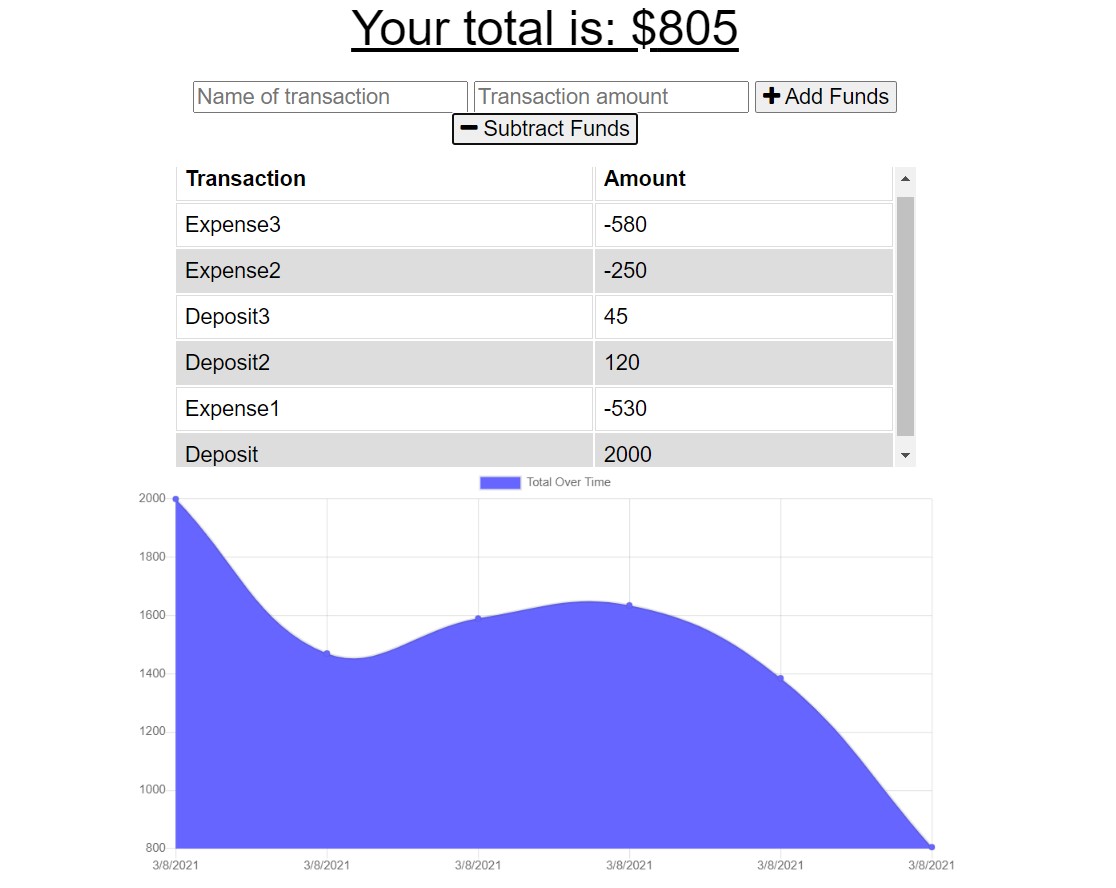 Your total is: $805
Name of transaction Transaction amount Add Funds
Subtract Funds
Transaction Amount
Expense3 -580
Expense2 -250
Deposit3 45
Deposit2 120
Expense1 -530
Deposit 2000
Total Over Time
2000
1800
1600
1400
1200
1000
800
3/8/2021 3/8/2021 3/8/2021 3/8/2021 3/8/2021 3/8/2021